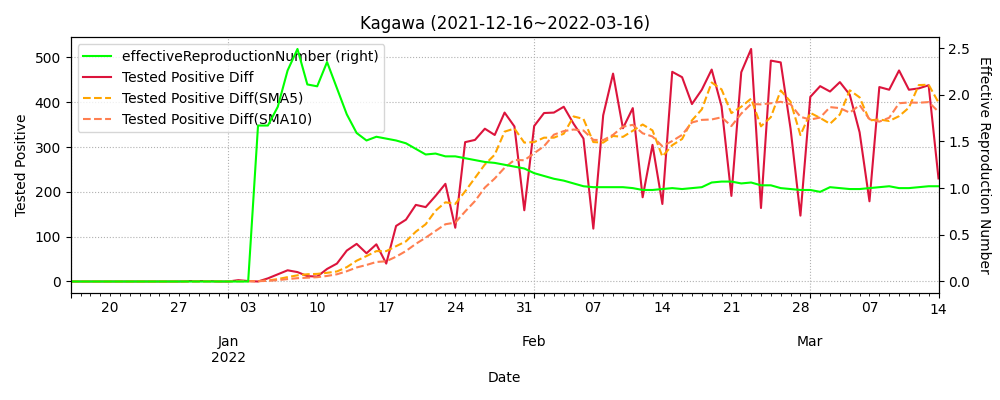 Kagawa (2021-12-16~2022-03-16)
effectiveReproductionNumber (right)
Tested Positive Diff
Tested Positive Diff(SMA5)
Tested Positive Diff(SMA10)
Tested Positive
500
400
300
200
100
0
2.5
2.0
1.5
1.0
0.5
0.0
Effective Reproduction Number
20 27 03 10 17 24 31 07 14 21 28 07 14
Jan Feb Mar
2022
Date